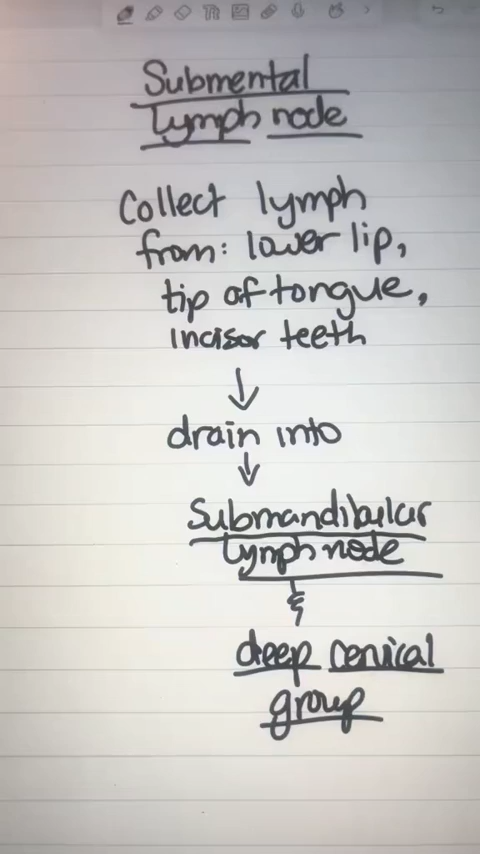 Submental
lymph node
Collect lymph
from: lower lip,
tip of tongue,
incisor teeth
↓
drain into
↓
Submandibular
lymph node
&
deep cervical
group